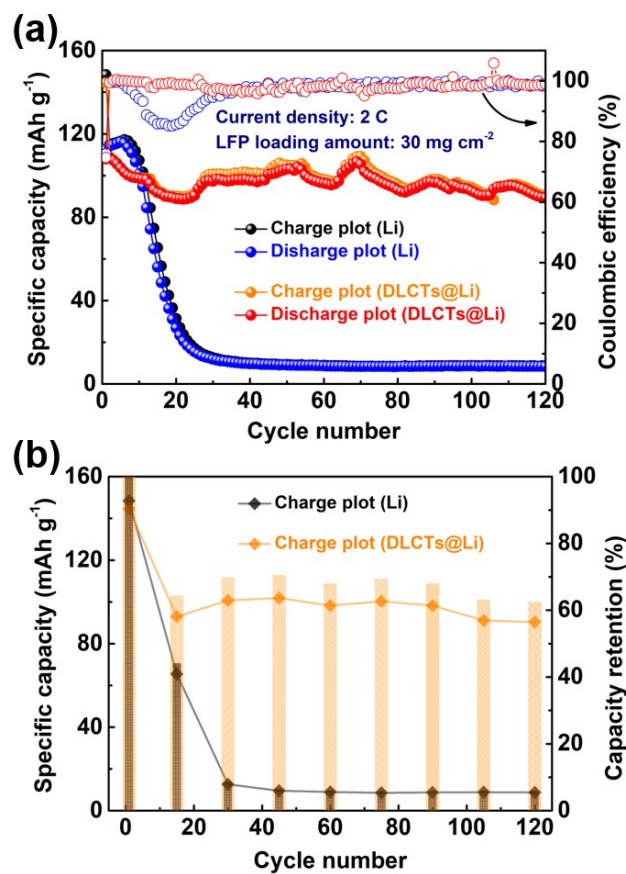 (a)
160
120
80
40
0
Specific capacity (mAh g-1)
100
80
60
40
20
0
Coulombic efficiency (%)
Current density: 2 C
LFP loading amount: 30 mg cm-2
Charge plot (Li)
Disharge plot (Li)
Charge plot (DLCTs@Li)
Discharge plot (DLCTs@Li)
0 20 40 60 80 100 120
Cycle number
(b)
160
120
80
40
0
Specific capacity (mAh g-1)
100
80
60
40
20
0
Capacity retention (%)
Charge plot (Li)
Charge plot (DLCTs@Li)
0 20 40 60 80 100 120
Cycle number